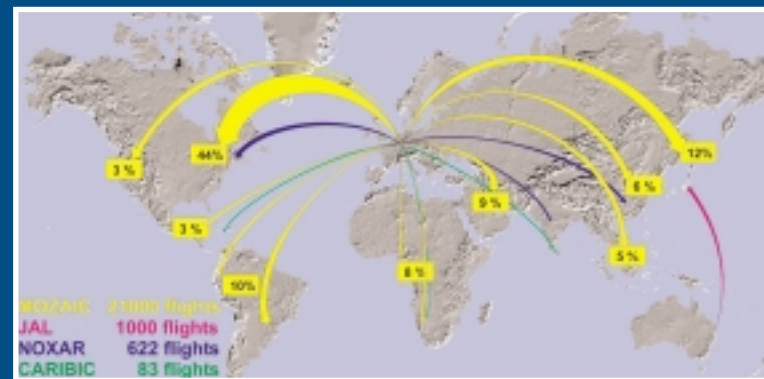 3 %
44%
12%
6 %
9 %
3 %
5 %
8 %
10%
MOZAIC 21000 flights
JAL 1000 flights
NOXAR 622 flights
CARIBIC 83 flights